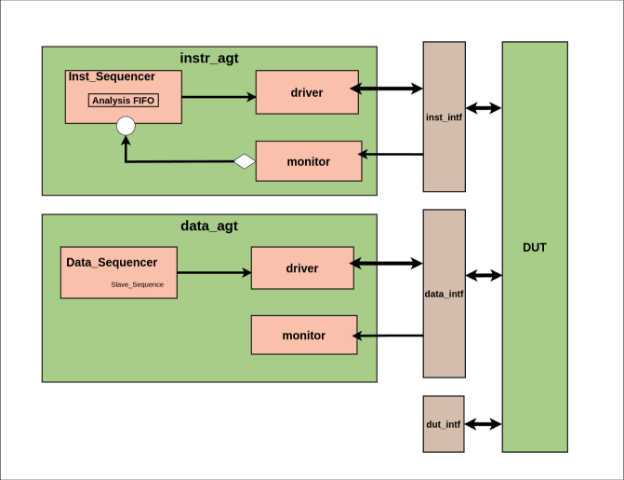 instr_agt
Inst_Sequencer
Analysis FIFO
driver
monitor
inst_intf
data_agt
Data_Sequencer
Slave_Sequence
driver
monitor
data_intf
dut_intf
DUT